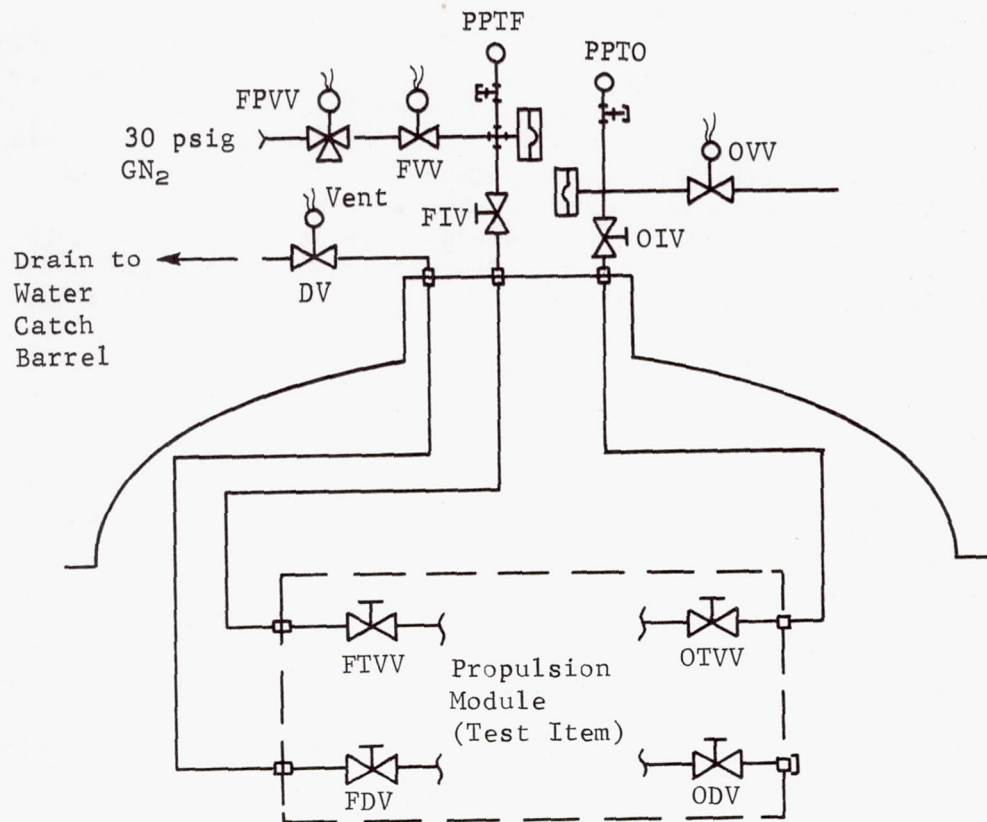 PPTF
PPTO
FPVV
30 psig
GN2
FVV
OVV
Vent
FIV
OIV
Drain to
Water
Catch
Barrel
DV
FTVV
OTVV
Propulsion
Module
(Test Item)
FDV
ODV